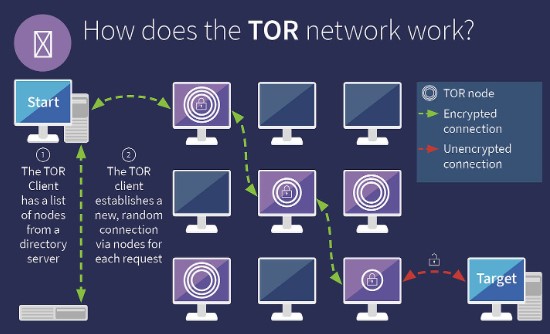 How does the TOR network work?
Start
TOR node
Encrypted
connection
Unencrypted
connection
1
The TOR
Client
has a list
of nodes
from a
directory
server
2
The TOR
client
establishes a
new, random
connection
via nodes for
each request
Target